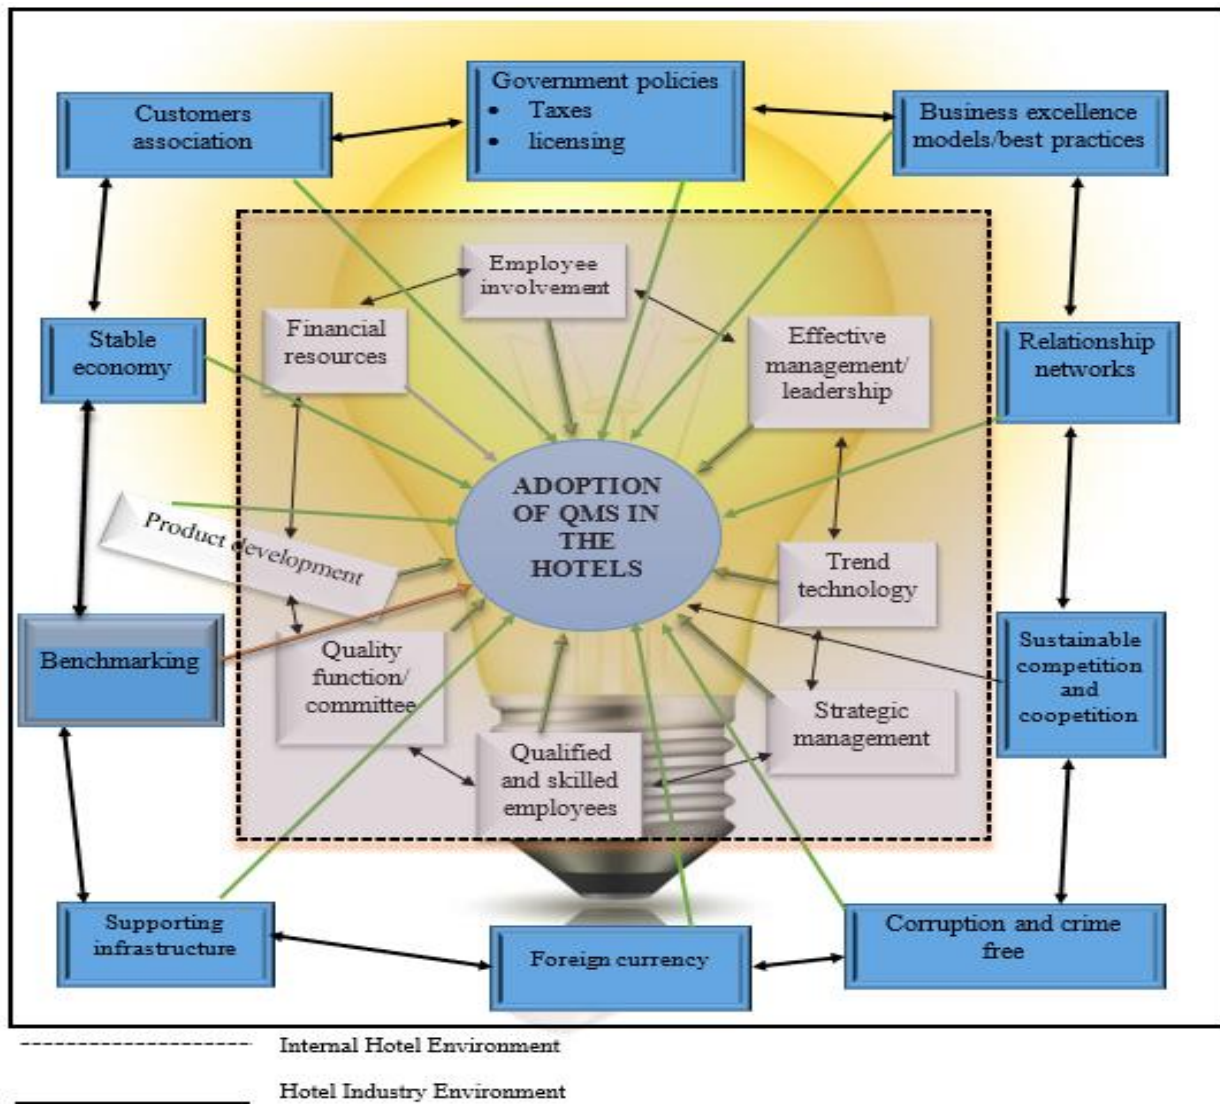 Government policies
• Taxes
• licensing
Customers
association
Business excellence
models/best practices
Employee
involvement
Financial
resources
Effective
management/
leadership
Stable
economy
Relationship
networks
ADOPTION
OF QMS IN
THE
HOTELS
Product development
Trend
technology
Benchmarking
Quality
function/
committee
Sustainable
competition
and
coopetition
Strategic
management
Qualified
and skilled
employees
Supporting
infrastructure
Foreign currency
Corruption and crime
free
Internal Hotel Environment
Hotel Industry Environment